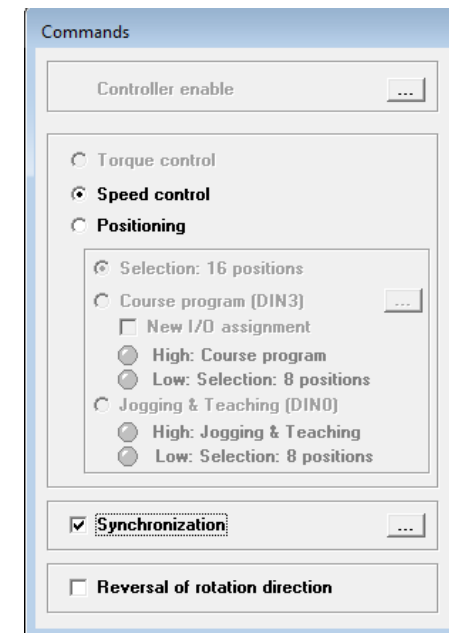 Commands
Controller enable ...
Torque control
Speed control
Positioning
Selection: 16 positions
Course program (DIN3) ...
New I/O assignment
High: Course program
Low: Selection: 8 positions
Jogging & Teaching (DIN0)
High: Jogging & Teaching
Low: Selection: 8 positions
Synchronization ...
Reversal of rotation direction